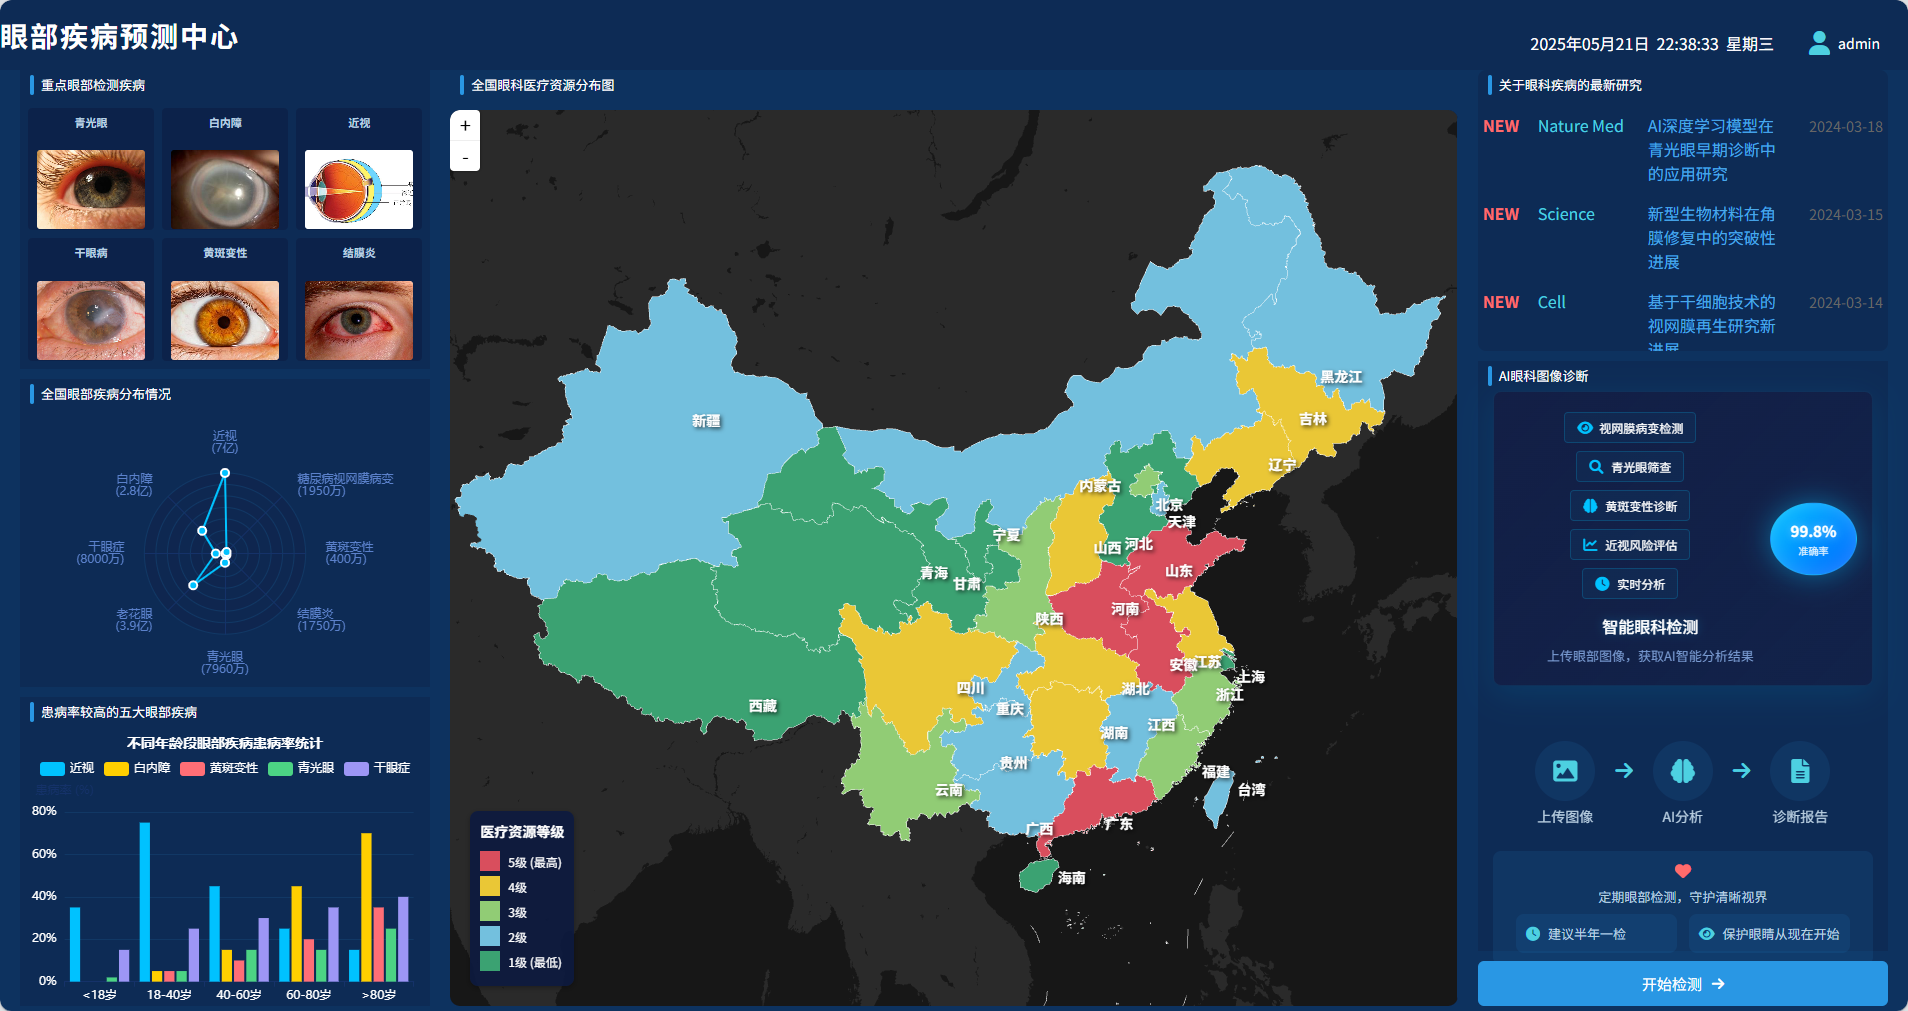 眼部疾病预测中心
2025年05月21日 22:38:33 星期三
admin
重点眼部检测疾病
青光眼
白内障
近视
干眼病
黄斑变性
结膜炎
全国眼部疾病分布情况
近视
(7亿)
白内障
(2.8亿)
糖尿病视网膜病变
(1950万)
干眼症
(8000万)
黄斑变性
(400万)
老花眼
(3.9亿)
结膜炎
(1750万)
青光眼
(7960万)
患病率较高的五大眼部疾病
不同年龄段眼部疾病患病率统计
近视 白内障 黄斑变性 青光眼 干眼症
患病率 (%)
80%
60%
40%
20%
0%
<18岁 18-40岁 40-60岁 60-80岁 >80岁
全国眼科医疗资源分布图
+
-
黑龙江
吉林
新疆
辽宁
内蒙古
北京
天津
宁夏
山西
河北
山东
青海
甘肃
河南
陕西
安徽
江苏
上海
四川
湖北
浙江
西藏
重庆
江西
湖南
贵州
福建
云南
台湾
广西
广东
海南
医疗资源等级
5级 (最高)
4级
3级
2级
1级 (最低)
关于眼科疾病的最新研究
NEW Nature Med AI深度学习模型在 2024-03-18
青光眼早期诊断中
的应用研究
NEW Science 新型生物材料在角 2024-03-15
膜修复中的突破性
进展
NEW Cell 基于干细胞技术的 2024-03-14
视网膜再生研究新
进展
AI眼科图像诊断
视网膜病变检测
青光眼筛查
黄斑变性诊断
近视风险评估
实时分析
99.8%
准确率
智能眼科检测
上传眼部图像，获取AI智能分析结果
上传图像
AI分析
诊断报告
定期眼部检测，守护清晰视界
建议半年一检
保护眼睛从现在开始
开始检测